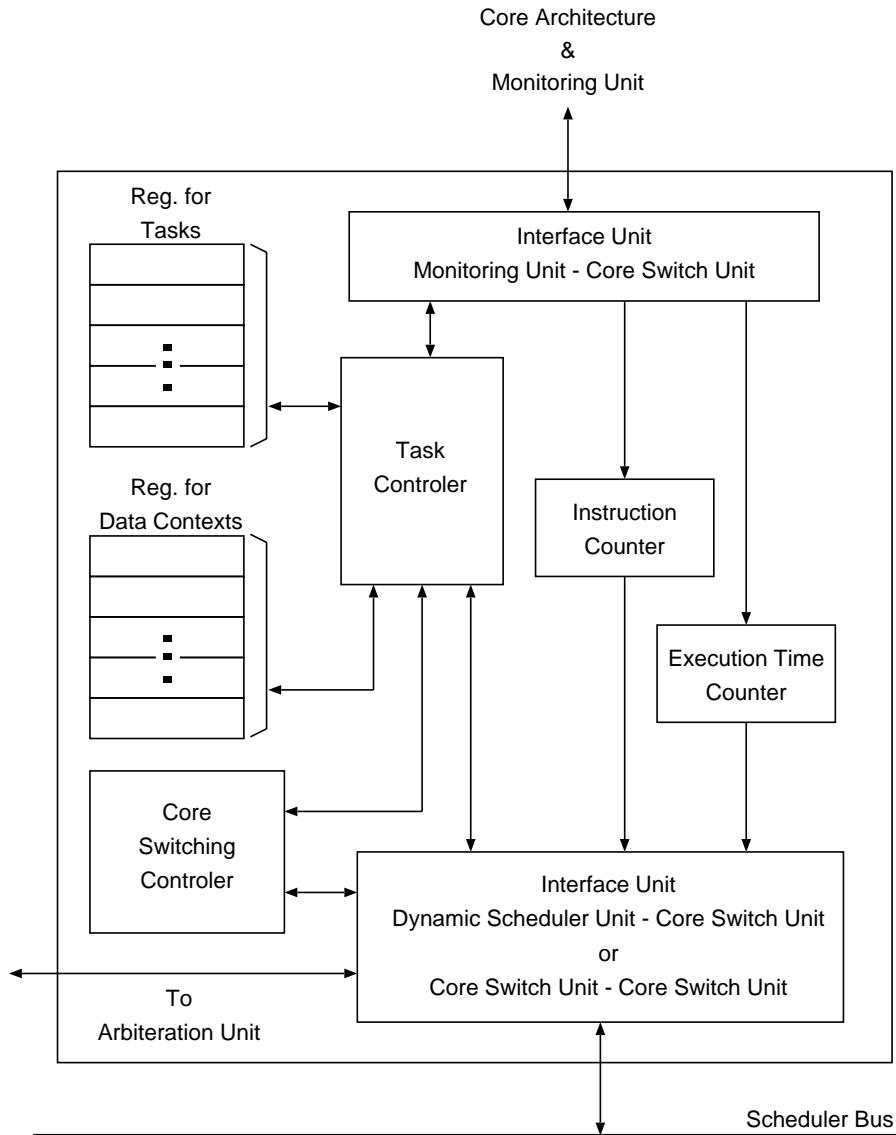 Core Architecture
&
Monitoring Unit
Reg. for
Tasks
Interface Unit
Monitoring Unit - Core Switch Unit
Task
Controler
Reg. for
Data Contexts
Instruction
Counter
Execution Time
Counter
Core
Switching
Controler
Interface Unit
Dynamic Scheduler Unit - Core Switch Unit
or
Core Switch Unit - Core Switch Unit
To
Arbiteration Unit
Scheduler Bus